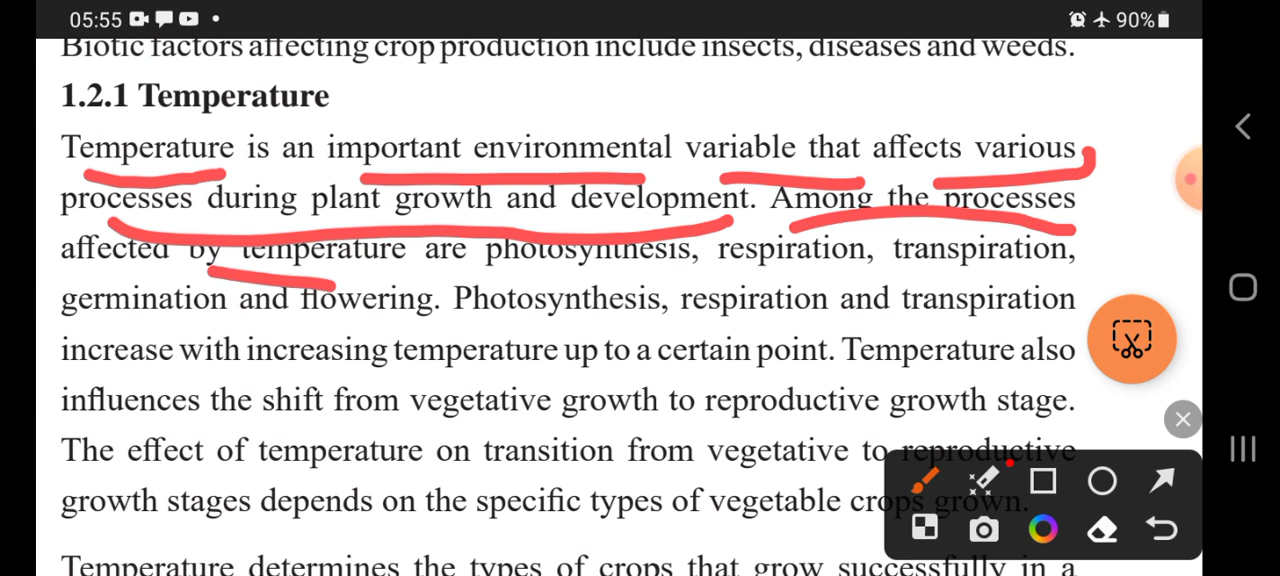 05:55
90%
Biotic factors affecting crop production include insects, diseases and weeds.
1.2.1 Temperature
Temperature is an important environmental variable that affects various
processes during plant growth and development. Among the processes
affected by temperature are photosynthesis, respiration, transpiration,
germination and flowering. Photosynthesis, respiration and transpiration
increase with increasing temperature up to a certain point. Temperature also
influences the shift from vegetative growth to reproductive growth stage.
The effect of temperature on transition from vegetative to reproductive
growth stages depends on the specific types of vegetable crops grown.
Temperature determines the types of crops that grow successfully in a